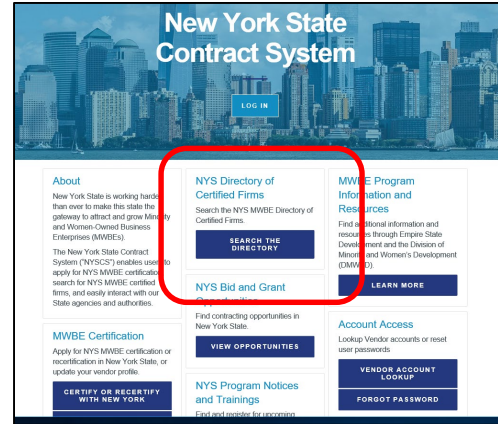 New York State
Contract System
LOG IN
About
New York State is working harder
than ever to make this state the
gateway to attract and grow Minority
and Women-Owned Business
Enterprises (MWBEs).
The New York State Contract
System ("NYSCS") enables users to
apply for NYS MWBE certification,
search for NYS MWBE certified
firms, and easily interact with our
State agencies and authorities.
MWBE Certification
Apply for NYS MWBE certification or
recertification in New York State, or
update your vendor profile.
CERTIFY OR RECERTIFY
WITH NEW YORK
NYS Directory of
Certified Firms
Search the NYS MWBE Directory of
Certified Firms.
SEARCH THE
DIRECTORY
NYS Bid and Grant
Opportunities
Find contracting opportunities in
New York State.
VIEW OPPORTUNITIES
NYS Program Notices
and Trainings
Find and register for upcoming
MWBE Program
Information and
Resources
Find additional information and
resources through Empire State
Development and the Division of
Minority and Women's Development
(DMWD).
LEARN MORE
Account Access
Lookup Vendor accounts or reset
user passwords
VENDOR ACCOUNT
LOOKUP
FORGOT PASSWORD